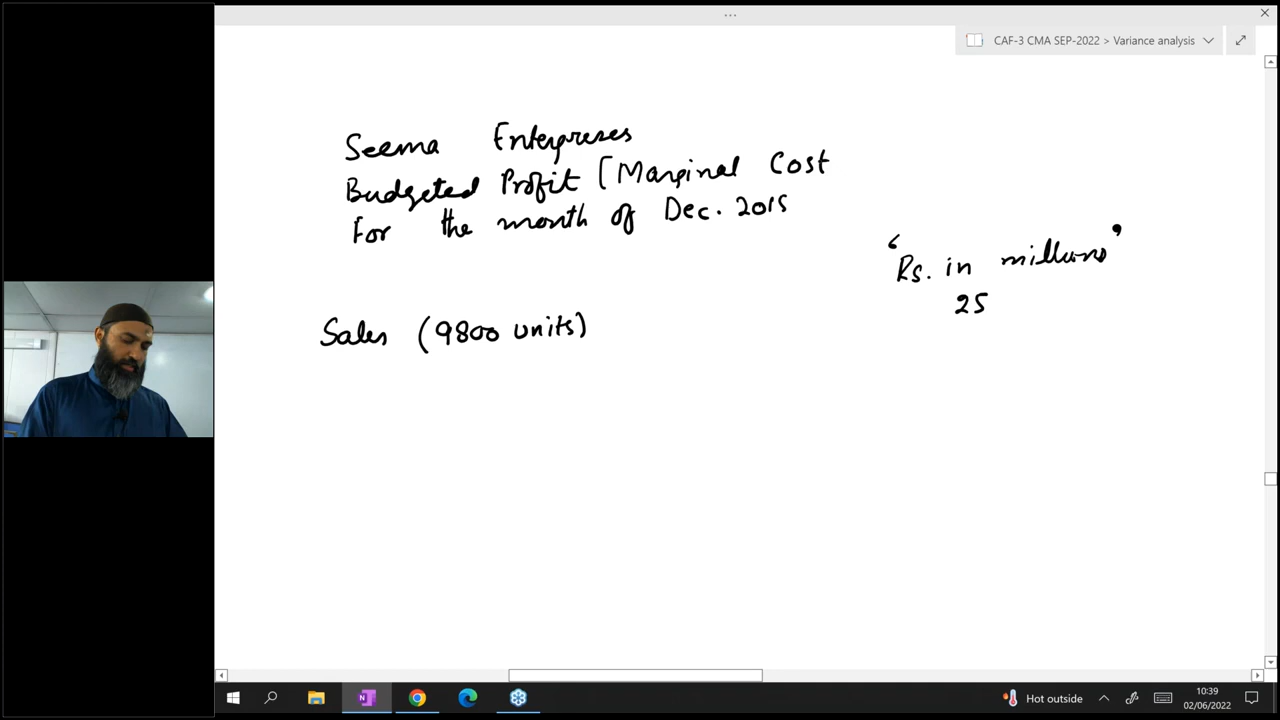 CAF-3 CMA SEP-2022 > Variance analysis
Seema Enterpreses
Budgeted Profit [Marginal Cost
For the month of Dec. 2015
‘Rs. in millions’
25
Sales (9800 units)
Hot outside
10:39
02/06/2022